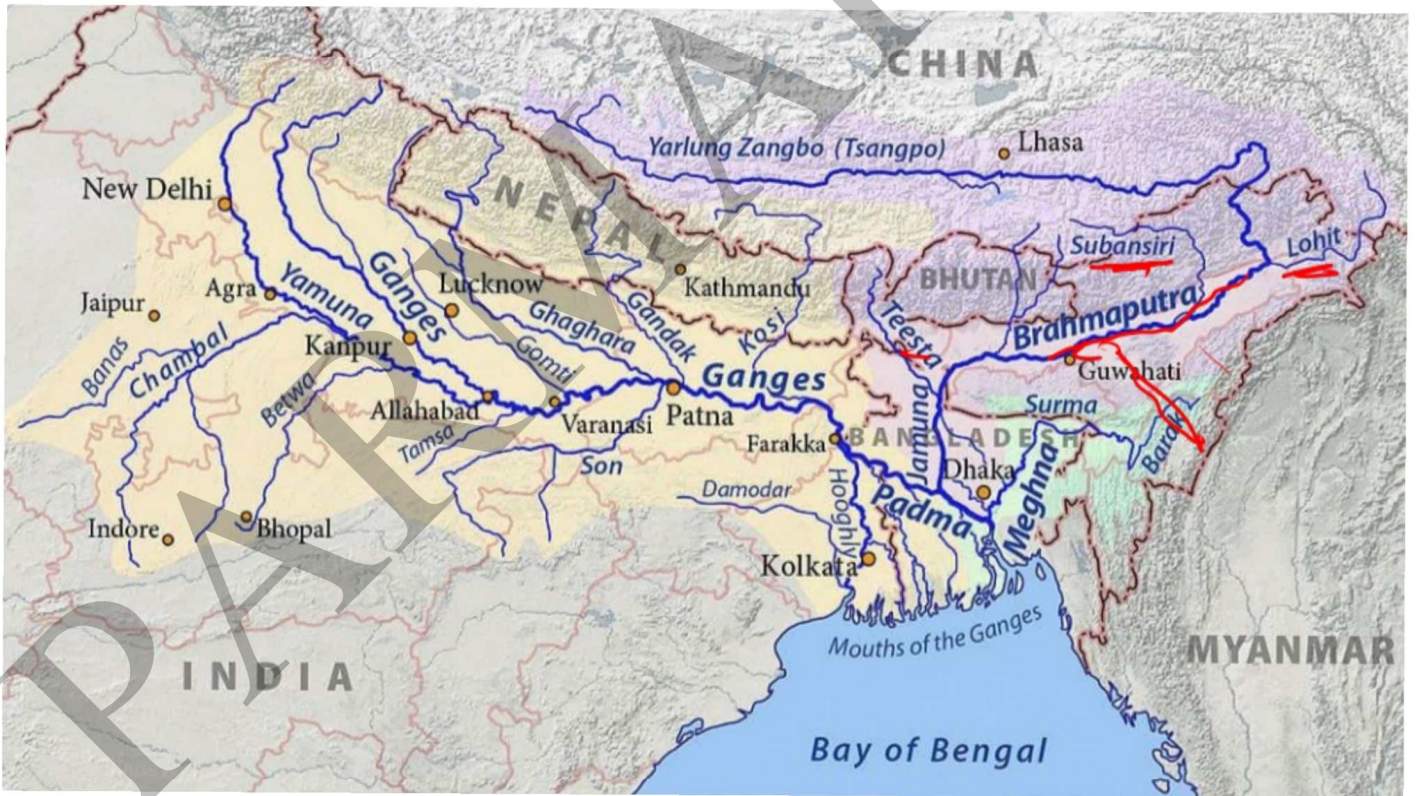 CHINA
Yarlung Zangbo (Tsangpo)
Lhasa
New Delhi
NEPAL
Subansiri
Lohit
BHUTAN
Kathmandu
Agra
Yamuna
Ganges
Lucknow
Jaipur
Ghaghara
Gandak
Kosi
Teesta
Brahmaputra
Banas
Chambal
Kanpur
Gomti
Guwahati
Betwa
Ganges
Allahabad
Varanasi
Patna
Jamuna
Surma
Tamsa
Farakka
BANGLADESH
Barak
Son
Dhaka
Damodar
Hooghly
Padma
Meghna
Indore
Bhopal
Kolkata
Mouths of the Ganges
INDIA
MYANMAR
Bay of Bengal